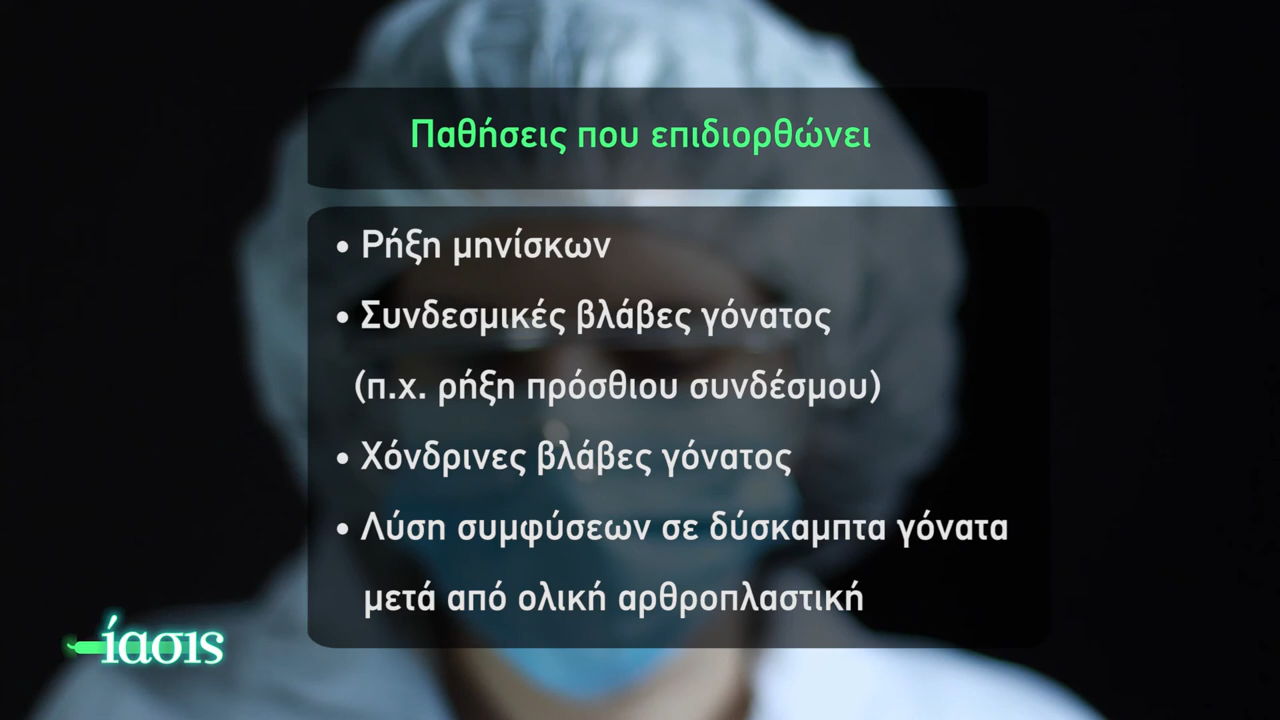 Παθήσεις που επιδιορθώνει
• Ρήξη μηνίσκων
• Συνδεσμικές βλάβες γόνατος
(π.χ. ρήξη πρόσθιου συνδέσμου)
• Χόνδρινες βλάβες γόνατος
• Λύση συμφύσεων σε δύσκαμπτα γόνατα
μετά από ολική αρθροπλαστική
ίασις